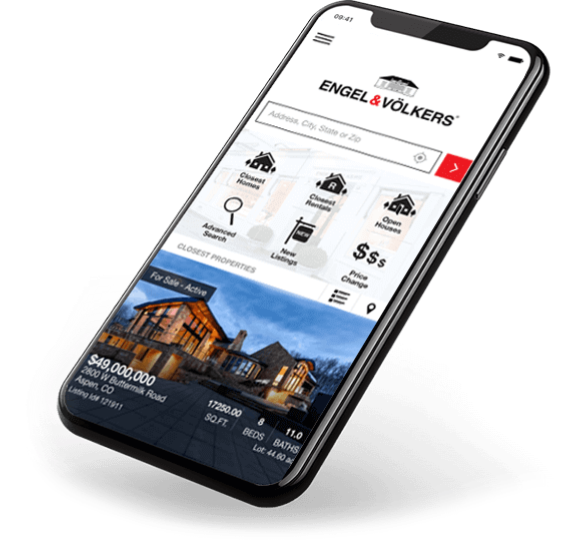 09:41
ENGEL & VÖLKERS®
Address, City, State or Zip
Closest
Homes
R
Closest
Rentals
Open
Houses
Advanced
Search
NEW
New
Listings
$$$
Price
Change
CLOSEST PROPERTIES
For Sale - Active
$49,000,000
2800 W Buttermilk Road
Aspen, CO
Listing Id# 121911
17250.00
SQ.FT.
8
BEDS
11.0
BATHS
Lot: 44.60 ac